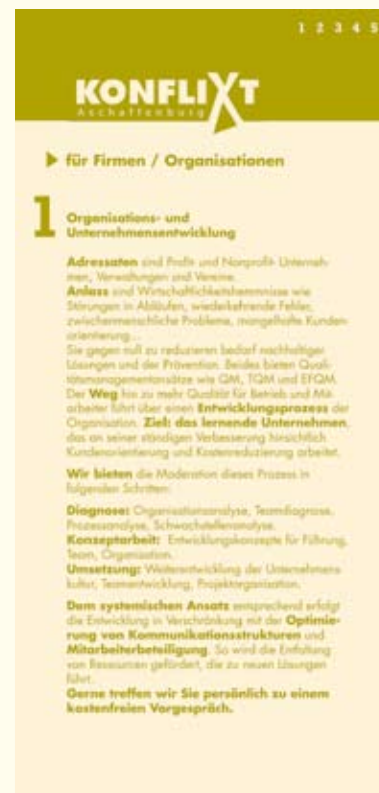 1 2 3 4 5
KONFLIXT
Aschaffenburg
für Firmen / Organisationen
1 Organisations- und
Unternehmensentwicklung
Adressaten sind Profit- und Nonprofit- Unterneh-
men, Verwaltungen und Vereine.
Anlass sind Wirtschaftlichkeitshemmnisse wie
Störungen in Abläufen, wiederkehrende Fehler,
zwischenmenschliche Probleme, mangelhafte Kunden-
orientierung...
Sie gegen null zu reduzieren bedarf nachhaltiger
Lösungen und der Prävention. Beides bieten Quali-
tätsmanagementansätze wie QM, TQM und EFQM.
Der Weg hin zu mehr Qualität für Betrieb und Mit-
arbeiter führt über einen Entwicklungsprozess der
Organisation. Ziel: das lernende Unternehmen,
das an seiner ständigen Verbesserung hinsichtlich
Kundenorientierung und Kostenreduzierung arbeitet.
Wir bieten die Moderation dieses Prozess in
folgenden Schritten:
Diagnose: Organisationsanalyse, Teamdiagnose,
Prozessanalyse, Schwachstellenanalyse.
Konzeptarbeit: Entwicklungskonzepte für Führung,
Team, Organisation.
Umsetzung: Weiterentwicklung der Unternehmens-
kultur, Teamentwicklung, Projektorganisation.
Dem systemischen Ansatz entsprechend erfolgt
die Entwicklung in Verschränkung mit der Optimie-
rung von Kommunikationsstrukturen und
Mitarbeiterbeteiligung. So wird die Entfaltung
von Ressourcen gefördert, die zu neuen Lösungen
führt.
Gerne treffen wir Sie persönlich zu einem
kostenfreien Vorgespräch.